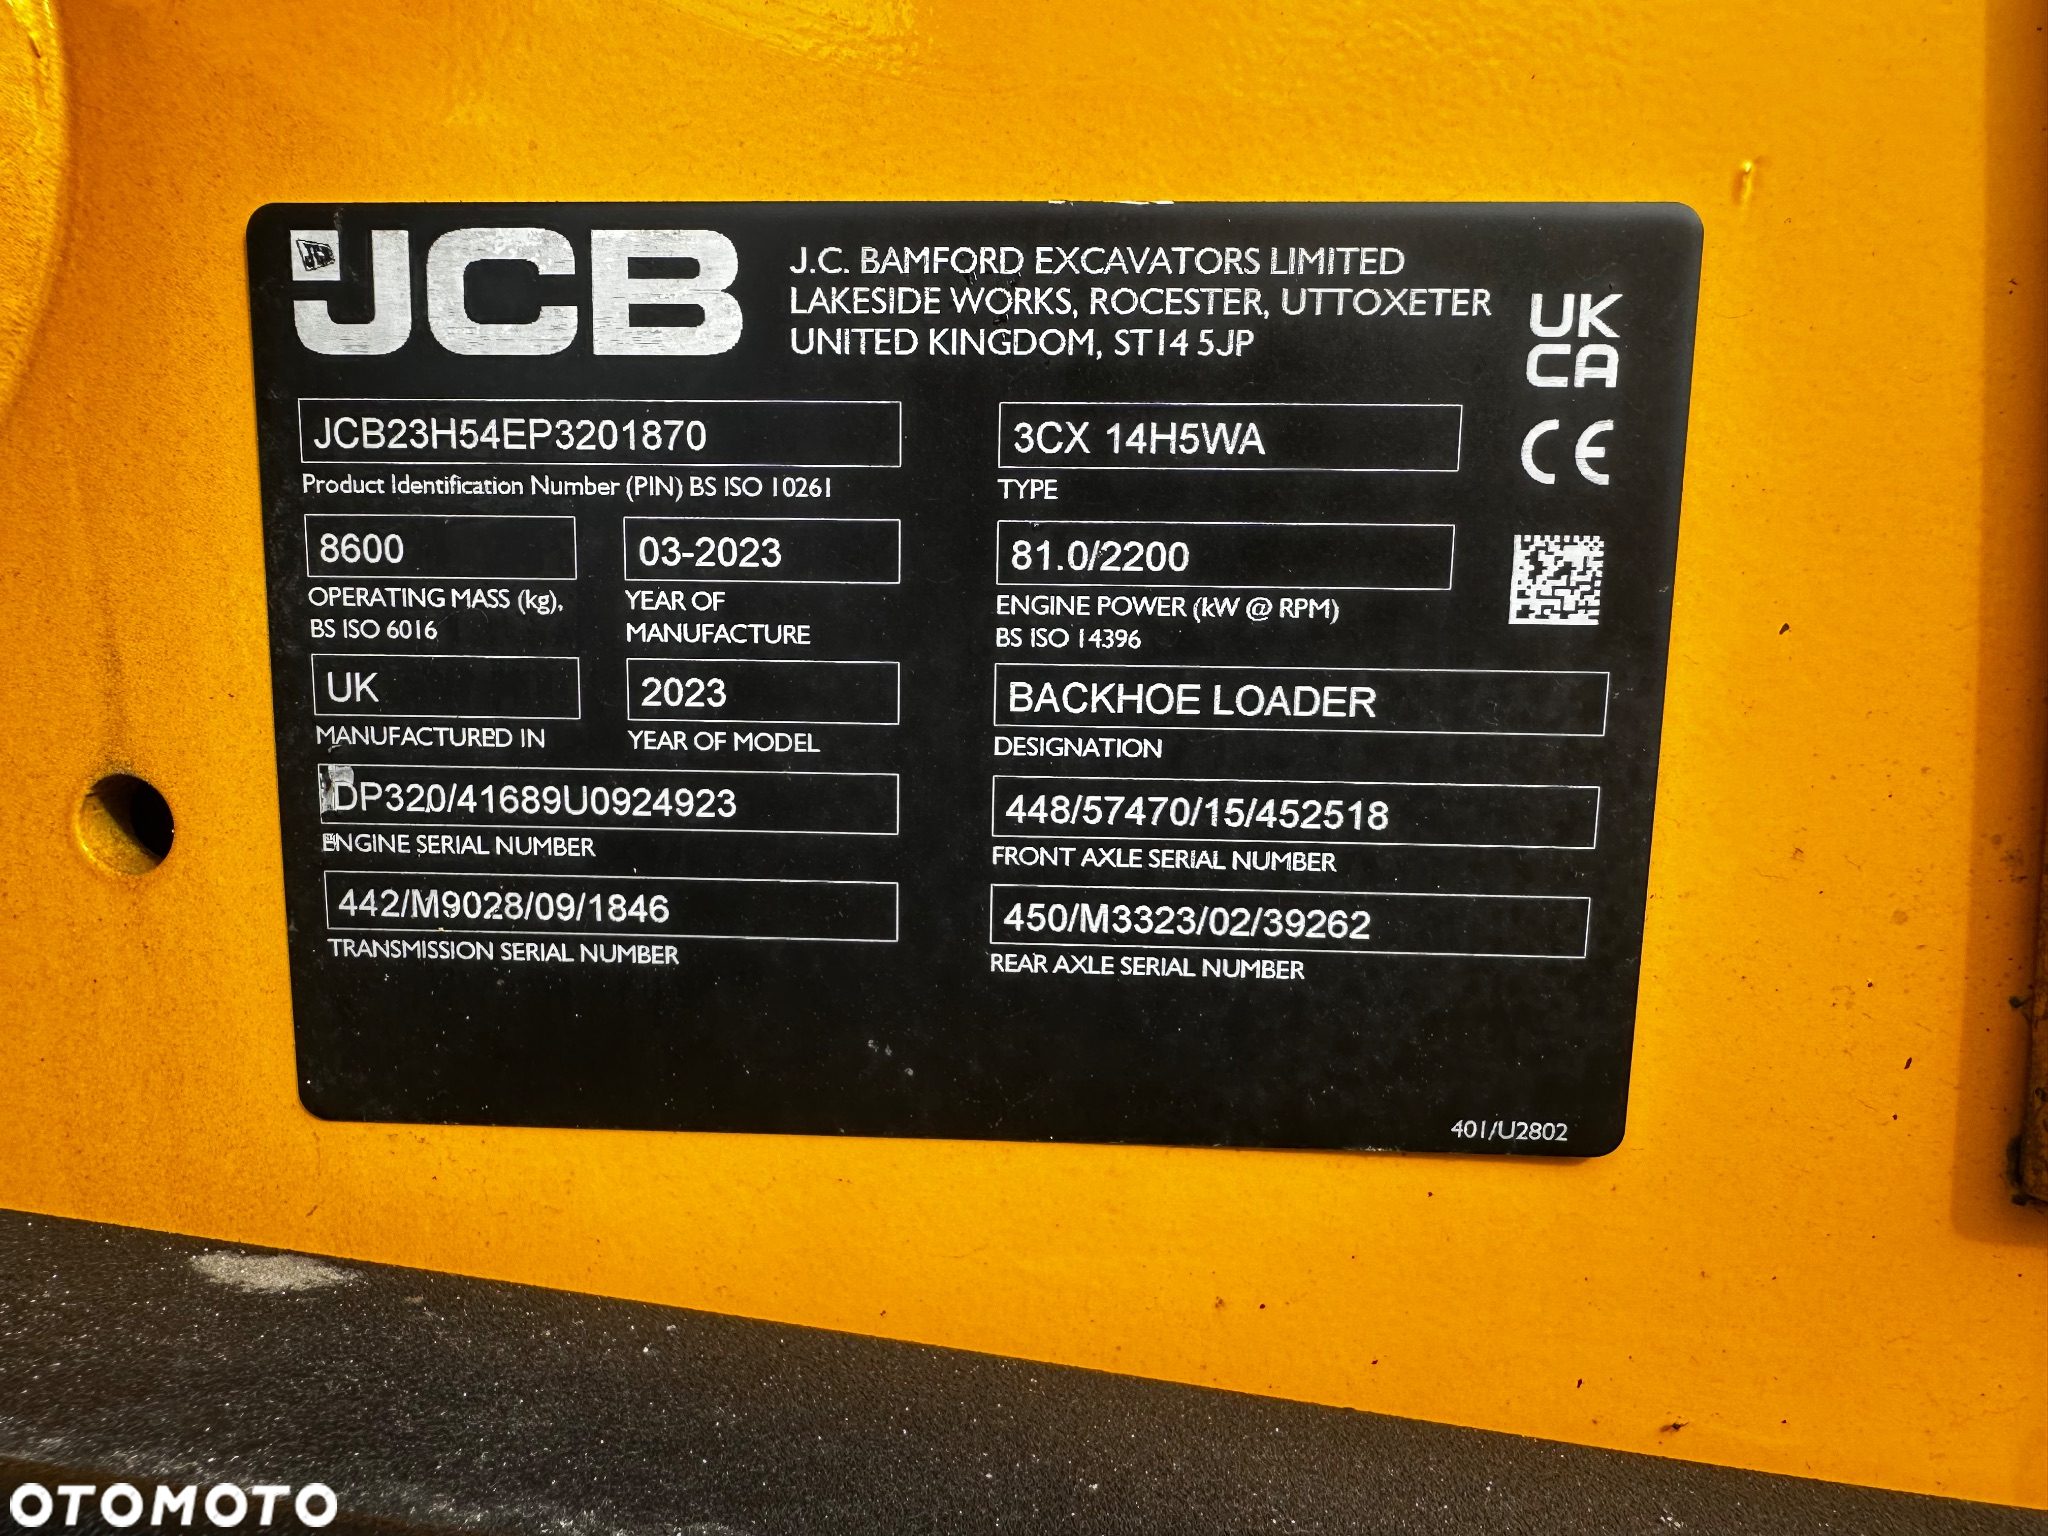 JCB
J.C. BAMFORD EXCAVATORS LIMITED
LAKESIDE WORKS, ROCESTER, UTTOXETER
UNITED KINGDOM, ST14 5JP
UK
CA
CE
JCB23H54EP3201870
Product Identification Number (PIN) BS ISO 10261
3CX 14H5WA
TYPE
8600
OPERATING MASS (kg),
BS ISO 6016
03-2023
YEAR OF
MANUFACTURE
81.0/2200
ENGINE POWER (kW @ RPM)
BS ISO 14396
UK
MANUFACTURED IN
2023
YEAR OF MODEL
BACKHOE LOADER
DESIGNATION
DP320/41689U0924923
ENGINE SERIAL NUMBER
448/57470/15/452518
FRONT AXLE SERIAL NUMBER
442/M9028/09/1846
TRANSMISSION SERIAL NUMBER
450/M3323/02/39262
REAR AXLE SERIAL NUMBER
401/U2802
OTOMOTO